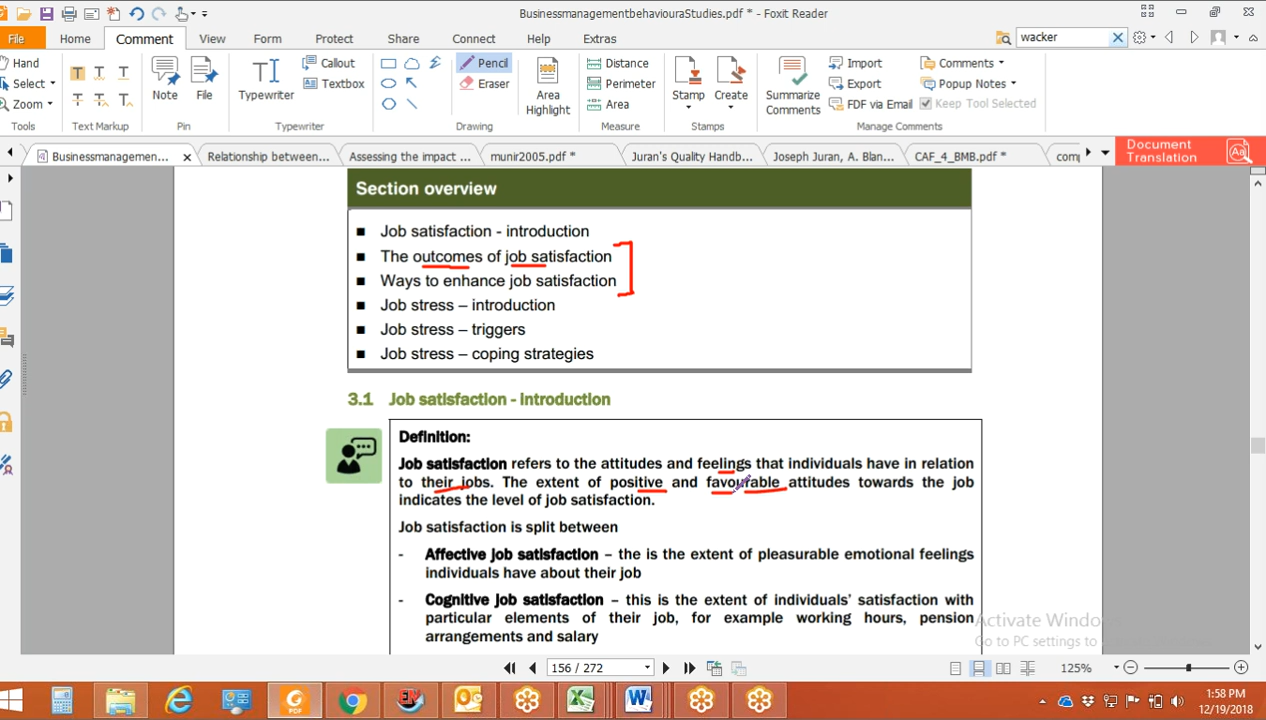 BusinessmanagementbehaviouraStudies.pdf * - Foxit Reader
File Home Comment View Form Protect Share Connect Help Extras
wacker
Hand
Select
Zoom
Tools
Text Markup
Note
File
Pin
Typewriter
Callout
Textbox
Typewriter
Pencil
Eraser
Drawing
Area
Highlight
Distance
Perimeter
Area
Measure
Stamp
Create
Stamps
Summarize
Comments
Import
Export
FDF via Email
Comments
Popup Notes
Keep Tool Selected
Manage Comments
Businessmanagemen... Relationship between... Assessing the impact ... munir2005.pdf * Juran's Quality Handb... Joseph Juran, A. Blan... CAF_4_BMB.pdf * com
Document
Translation
Section overview
■ Job satisfaction - introduction
■ The outcomes of job satisfaction
■ Ways to enhance job satisfaction
■ Job stress – introduction
■ Job stress – triggers
■ Job stress – coping strategies
3.1 Job satisfaction - introduction
Definition:
Job satisfaction refers to the attitudes and feelings that individuals have in relation
to their jobs. The extent of positive and favourable attitudes towards the job
indicates the level of job satisfaction.
Job satisfaction is split between
- Affective job satisfaction – the is the extent of pleasurable emotional feelings
individuals have about their job
- Cognitive job satisfaction – this is the extent of individuals' satisfaction with
particular elements of their job, for example working hours, pension
arrangements and salary
Activate Windows
Go to PC settings to
156 / 272
125%
1:58 PM
12/19/2018